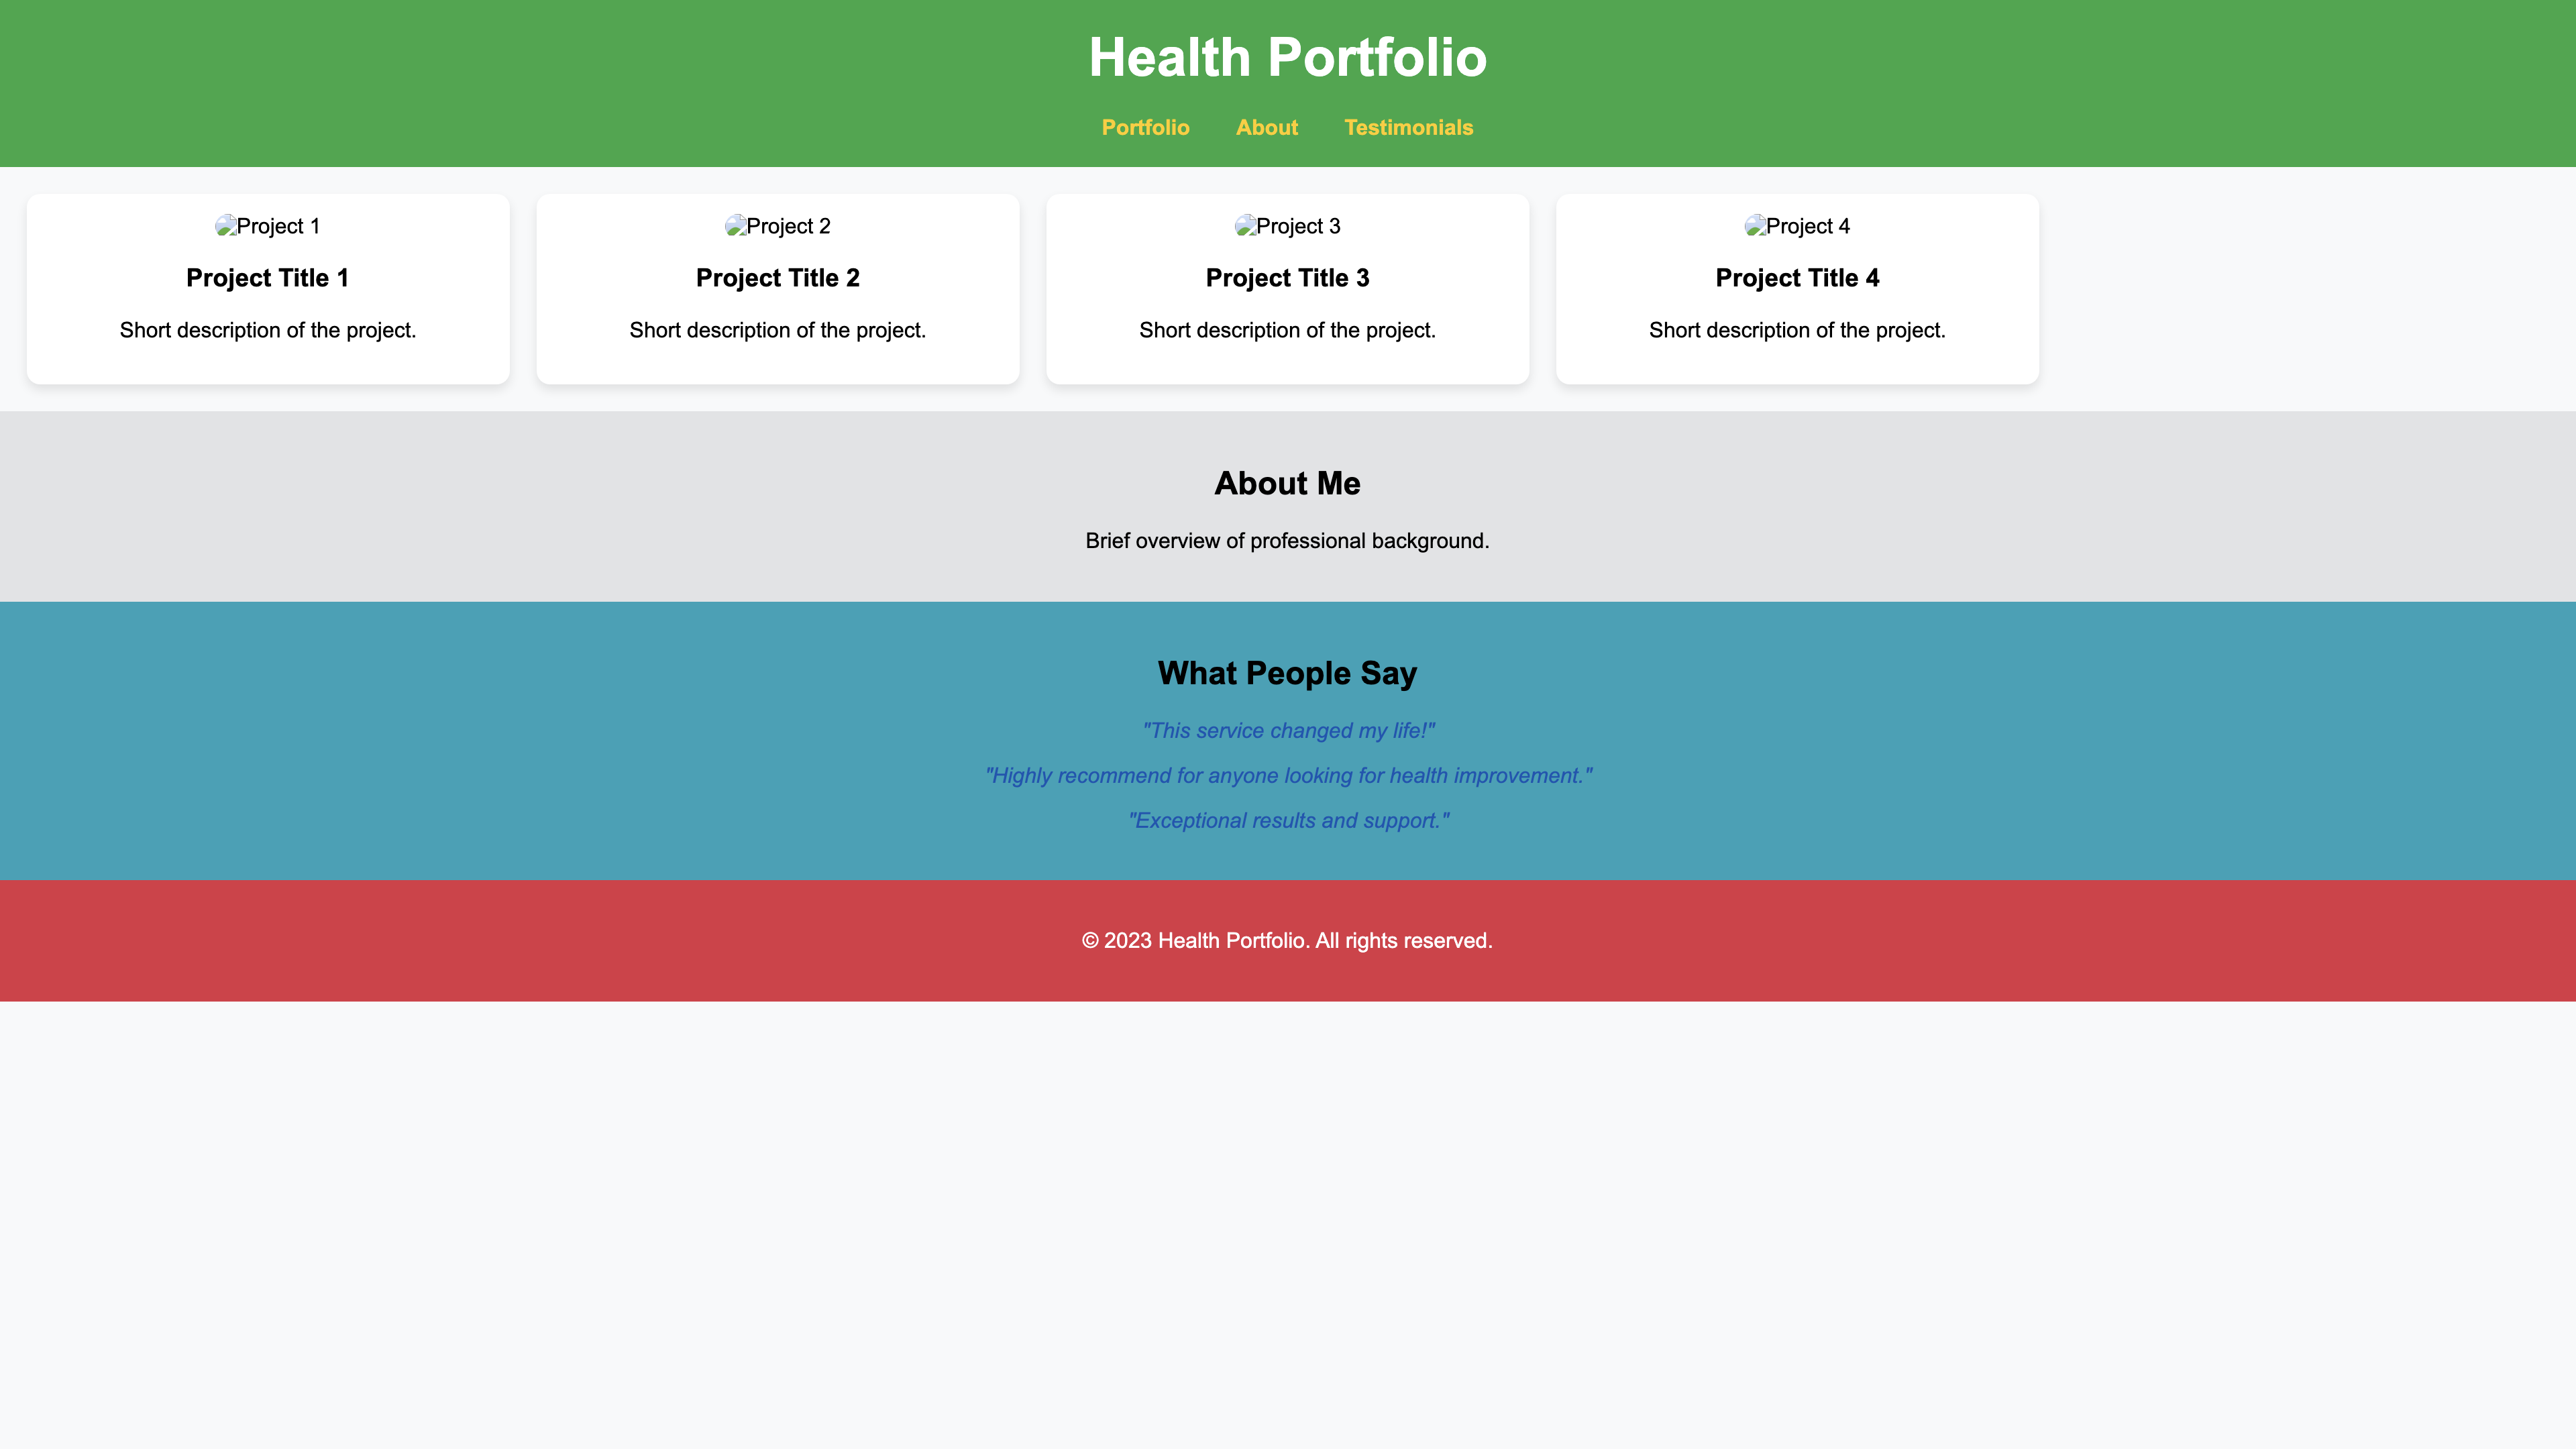 Health Portfolio
Portfolio About Testimonials
Project 1 Project 2 Project 3 Project 4
Project Title 1 Project Title 2 Project Title 3 Project Title 4
Short description of the project. Short description of the project. Short description of the project. Short description of the project.
About Me
Brief overview of professional background.
What People Say
"This service changed my life!"
"Highly recommend for anyone looking for health improvement."
"Exceptional results and support."
© 2023 Health Portfolio. All rights reserved.